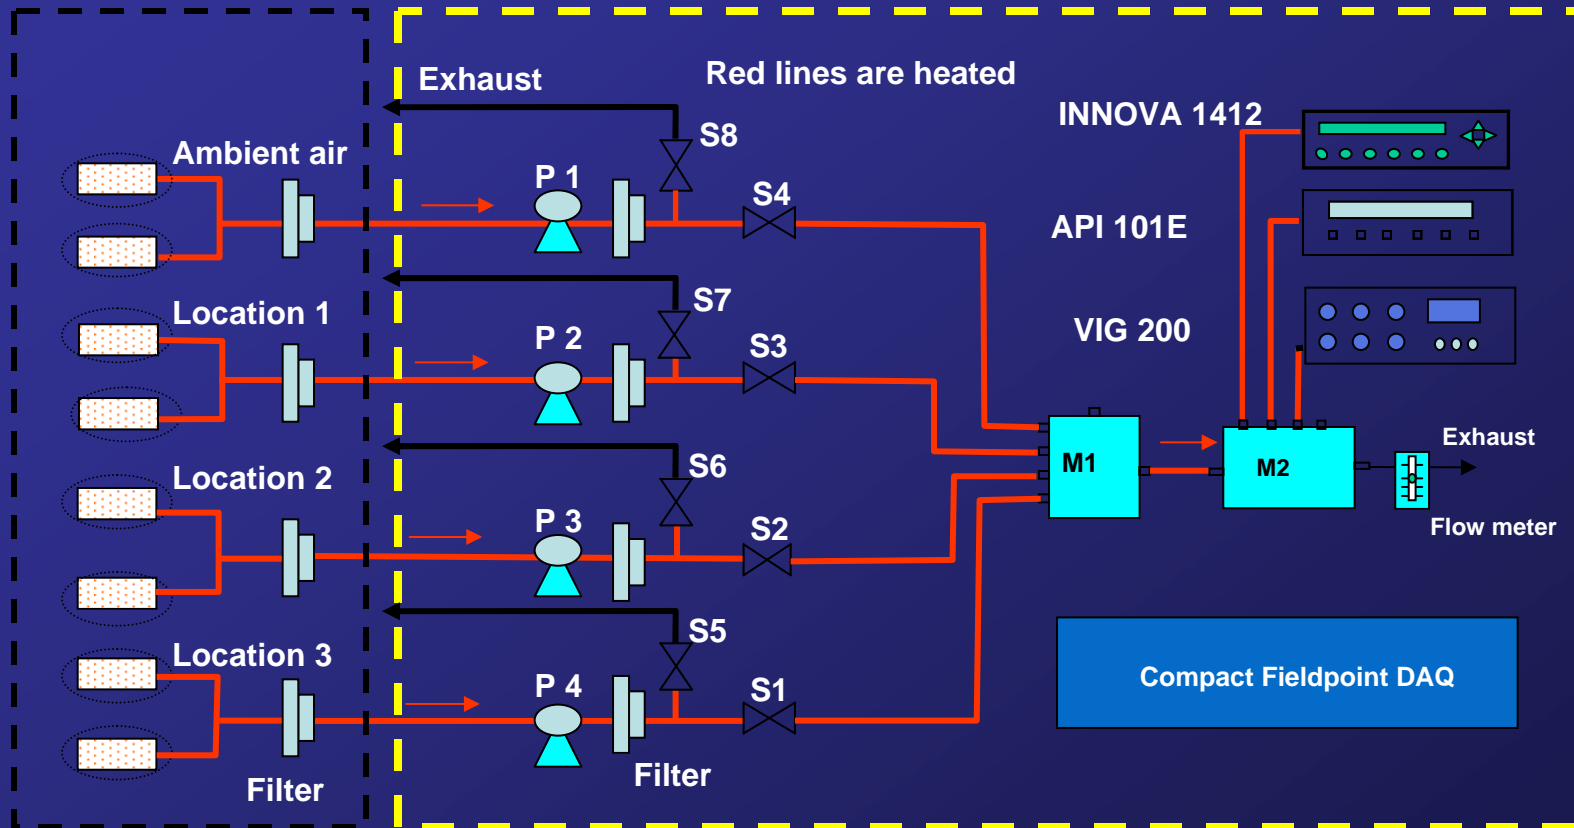 Exhaust
Red lines are heated
INNOVA 1412
S8
Ambient air
P 1
S4
API 101E
Location 1
S7
VIG 200
P 2
S3
M1
M2
Exhaust
Location 2
S6
P 3
S2
Flow meter
Location 3
S5
P 4
S1
Compact Fieldpoint DAQ
Filter
Filter